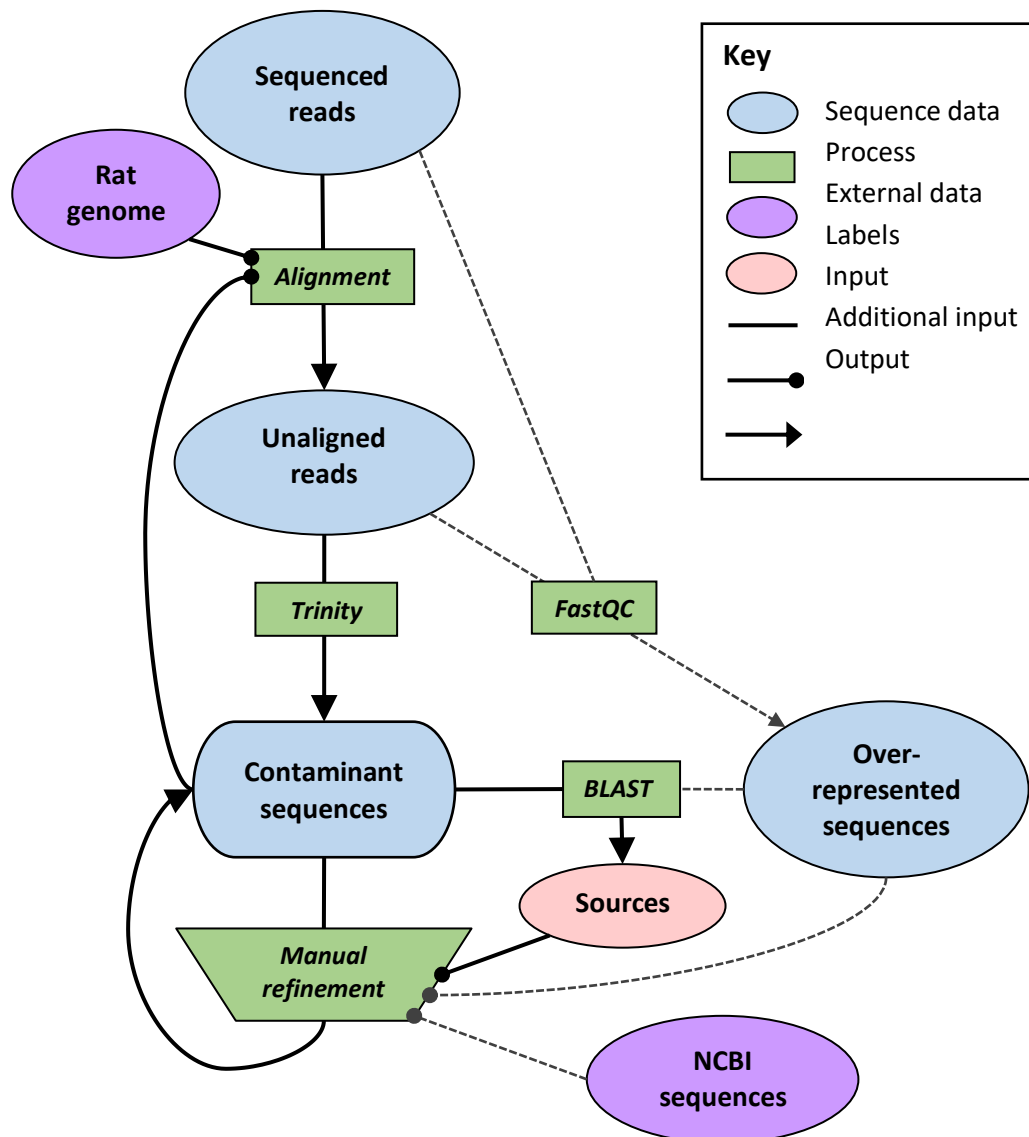 Sequenced
reads
Key
Sequence data
Process
External data
Labels
Input
Additional input
Output
Rat
genome
Alignment
Unaligned
reads
Trinity
FastQC
Contaminant
sequences
BLAST
Over-
represented
sequences
Sources
Manual
refinement
NCBI
sequences